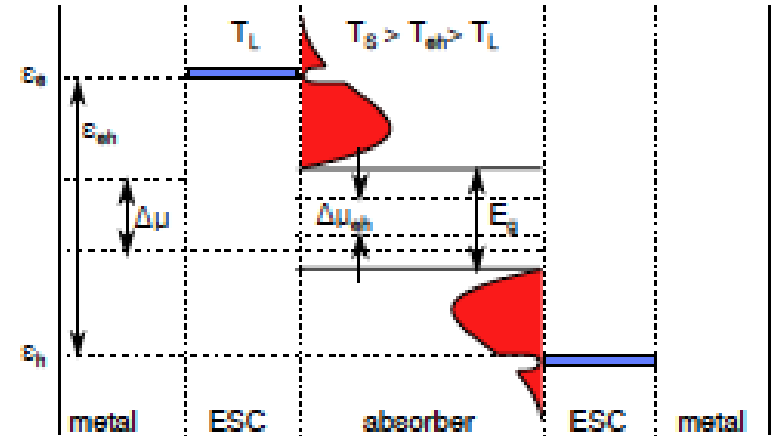 T_L T_S > T_eh > T_L
ε_e
ε_eh
Δμ Δμ_eh E_g
ε_h
metal ESC absorber ESC metal